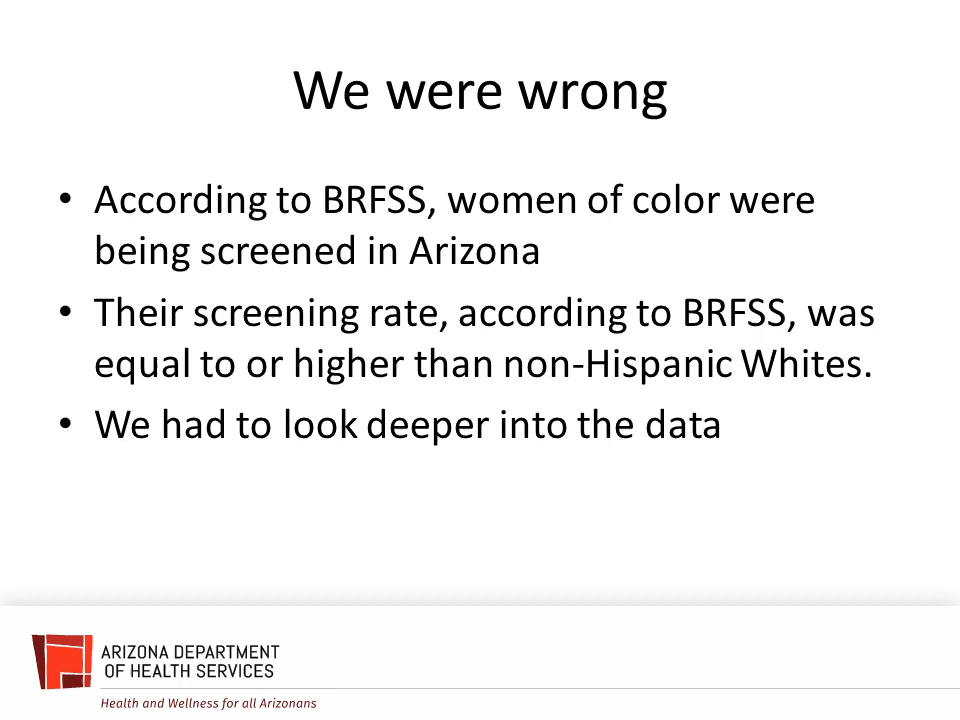 We were wrong
• According to BRFSS, women of color were
being screened in Arizona
• Their screening rate, according to BRFSS, was
equal to or higher than non-Hispanic Whites.
• We had to look deeper into the data
ARIZONA DEPARTMENT
OF HEALTH SERVICES
Health and Wellness for all Arizonans